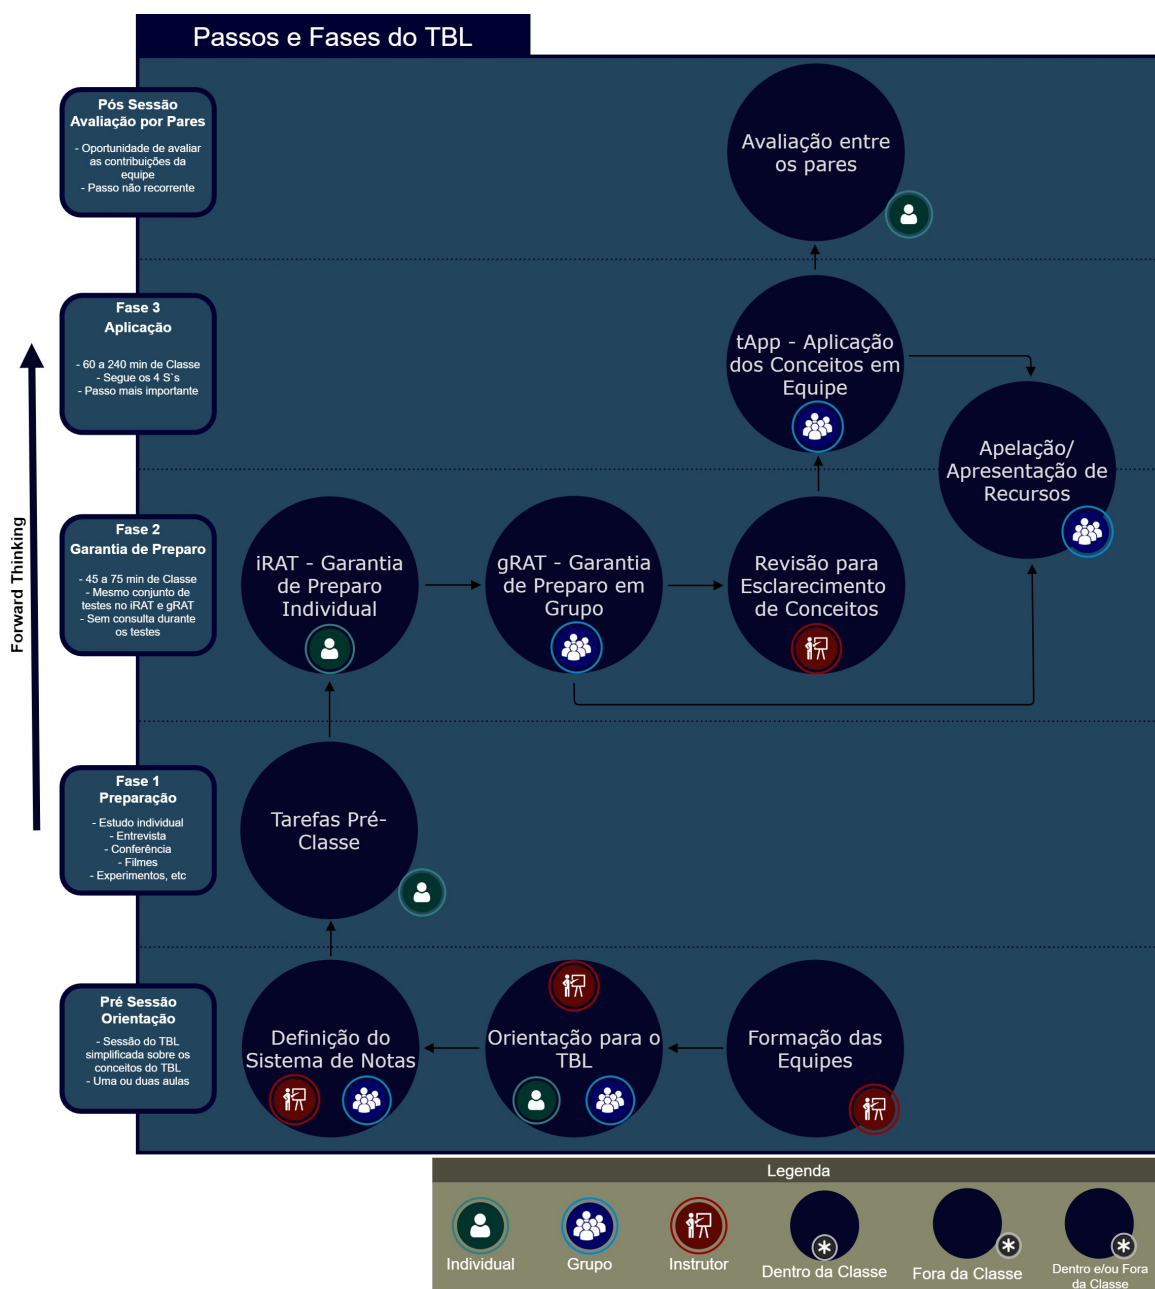 Passos e Fases do TBL
Pós Sessão
Avaliação por Pares
- Oportunidade de avaliar
as contribuições da
equipe
- Passo não recorrente
Avaliação entre
os pares
Fase 3
Aplicação
- 60 a 240 min de Classe
- Segue os 4 S`s
- Passo mais importante
tApp - Aplicação
dos Conceitos em
Equipe
Apelação/
Apresentação de
Recursos
Forward Thinking
Fase 2
Garantia de Preparo
- 45 a 75 min de Classe
- Mesmo conjunto de
testes no iRAT e gRAT
- Sem consulta durante
os testes
iRAT - Garantia
de Preparo
Individual
gRAT - Garantia
de Preparo em
Grupo
Revisão para
Esclarecimento
de Conceitos
Fase 1
Preparação
- Estudo individual
- Entrevista
- Conferência
- Filmes
- Experimentos, etc
Tarefas Pré-
Classe
Pré Sessão
Orientação
- Sessão do TBL
simplificada sobre os
conceitos do TBL
- Uma ou duas aulas
Definição do
Sistema de Notas
Orientação para o
TBL
Formação das
Equipes
Legenda
Individual
Grupo
Instrutor
Dentro da Classe
Fora da Classe
Dentro e/ou Fora
da Classe